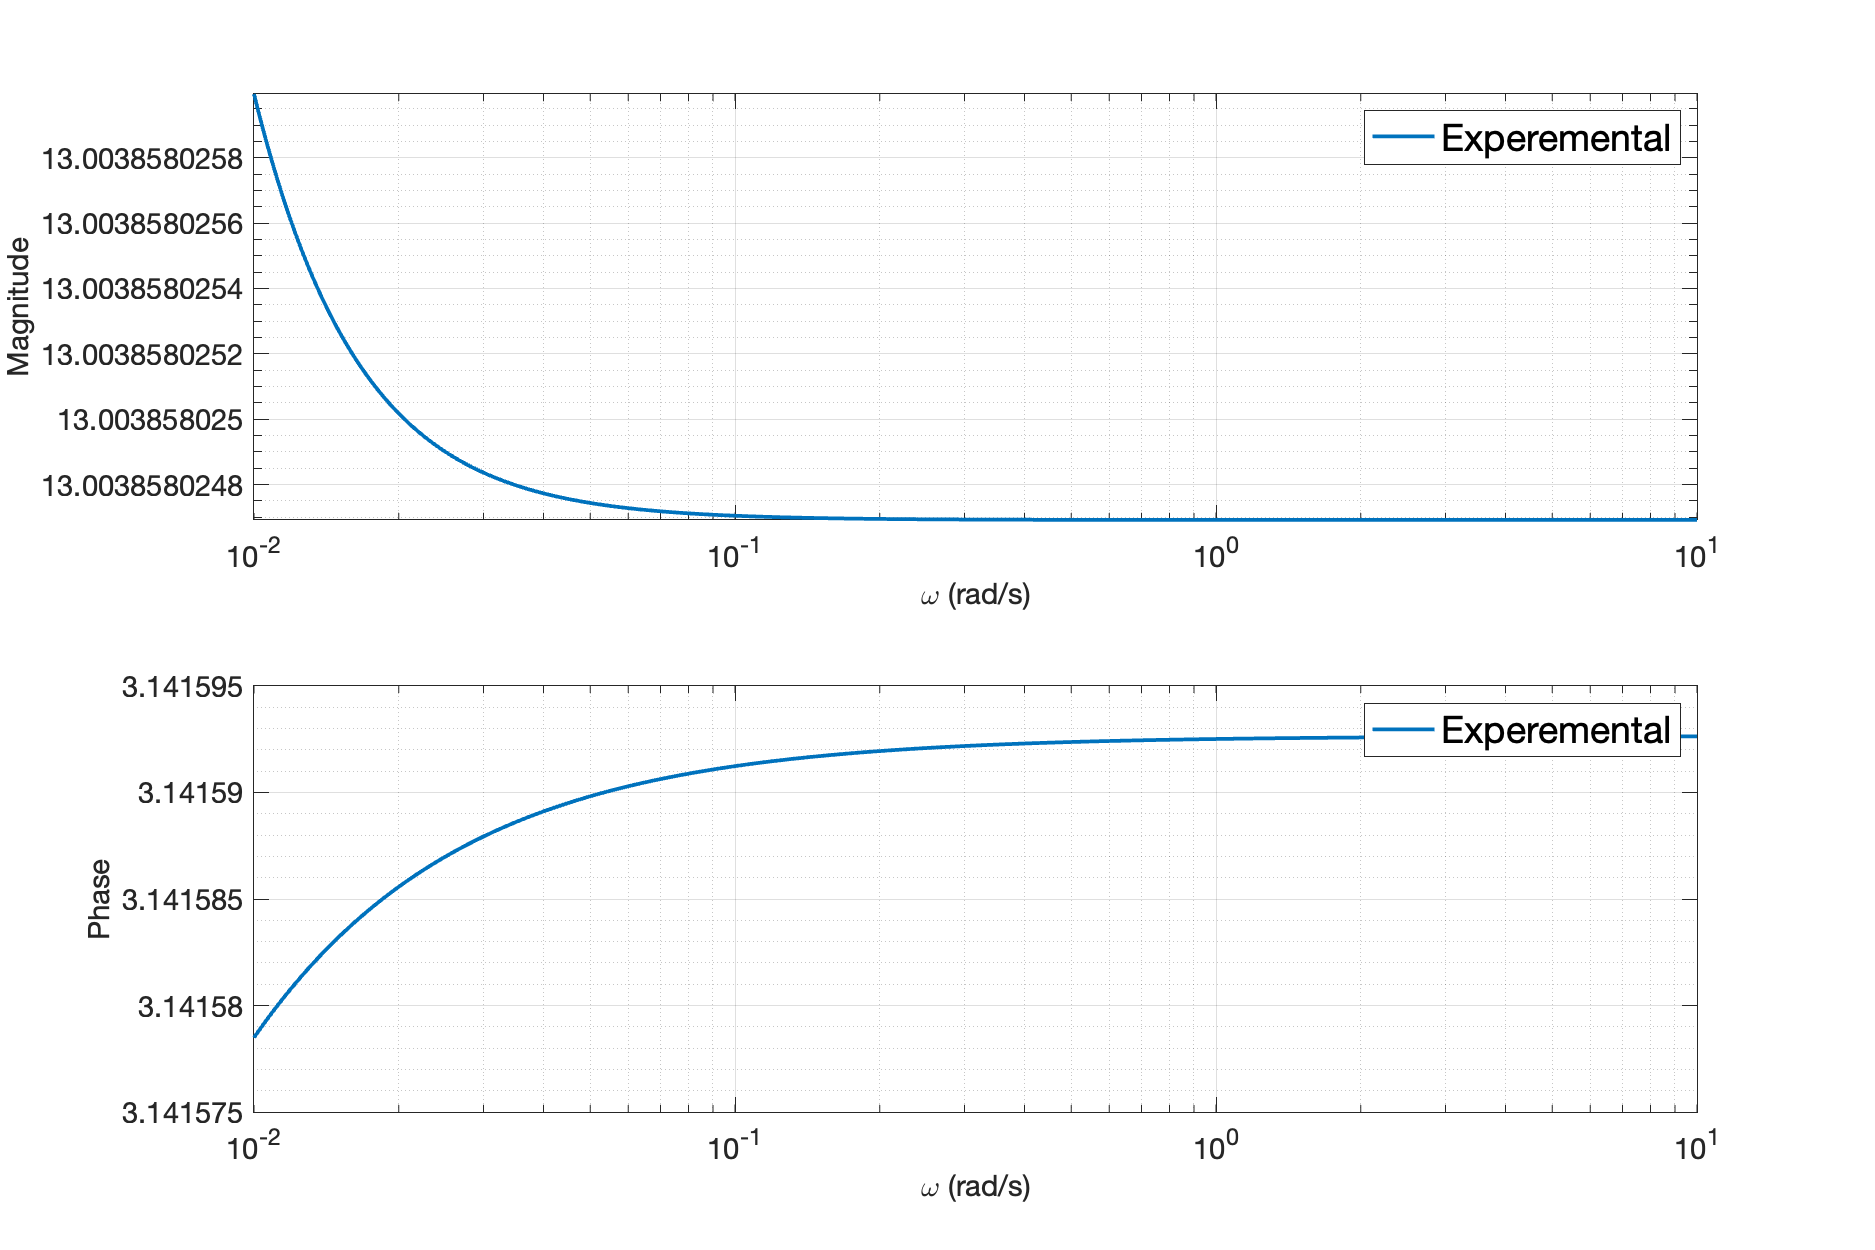 Experemental
13.0038580258
13.0038580256
13.0038580254
13.0038580252
13.003858025
13.0038580248
Magnitude
10^-2 10^-1 10^0 10^1
ω (rad/s)
3.141595
Experemental
3.14159
3.141585
3.14158
3.141575
Phase
10^-2 10^-1 10^0 10^1
ω (rad/s)